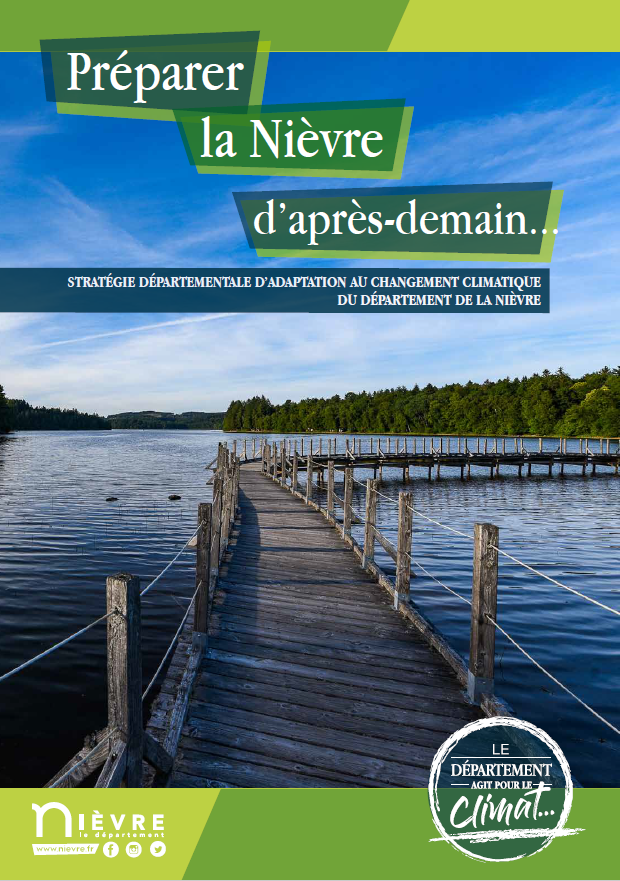 Préparer
la Nièvre
d'après-demain...
STRATÉGIE DÉPARTEMENTALE D'ADAPTATION AU CHANGEMENT CLIMATIQUE
DU DÉPARTEMENT DE LA NIÈVRE
LE
DÉPARTEMENT
AGIT POUR LE
Climat...
nIÈVRE
le département
www.nievre.fr